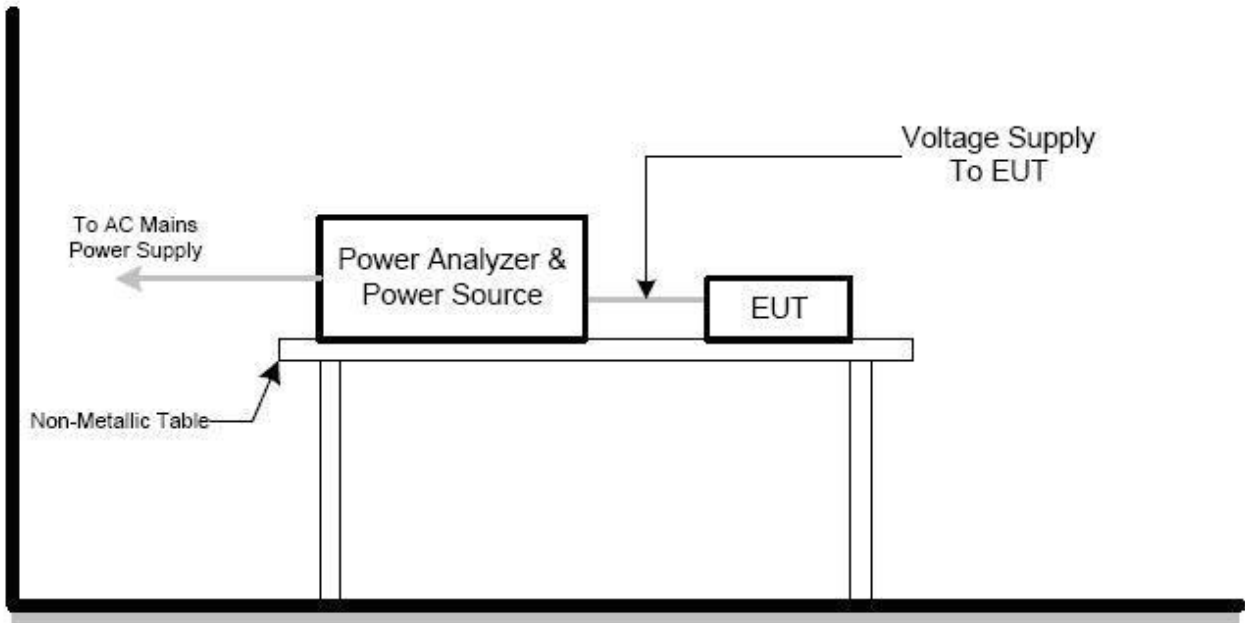 Voltage Supply
To EUT
To AC Mains
Power Supply
Power Analyzer &
Power Source
EUT
Non-Metallic Table